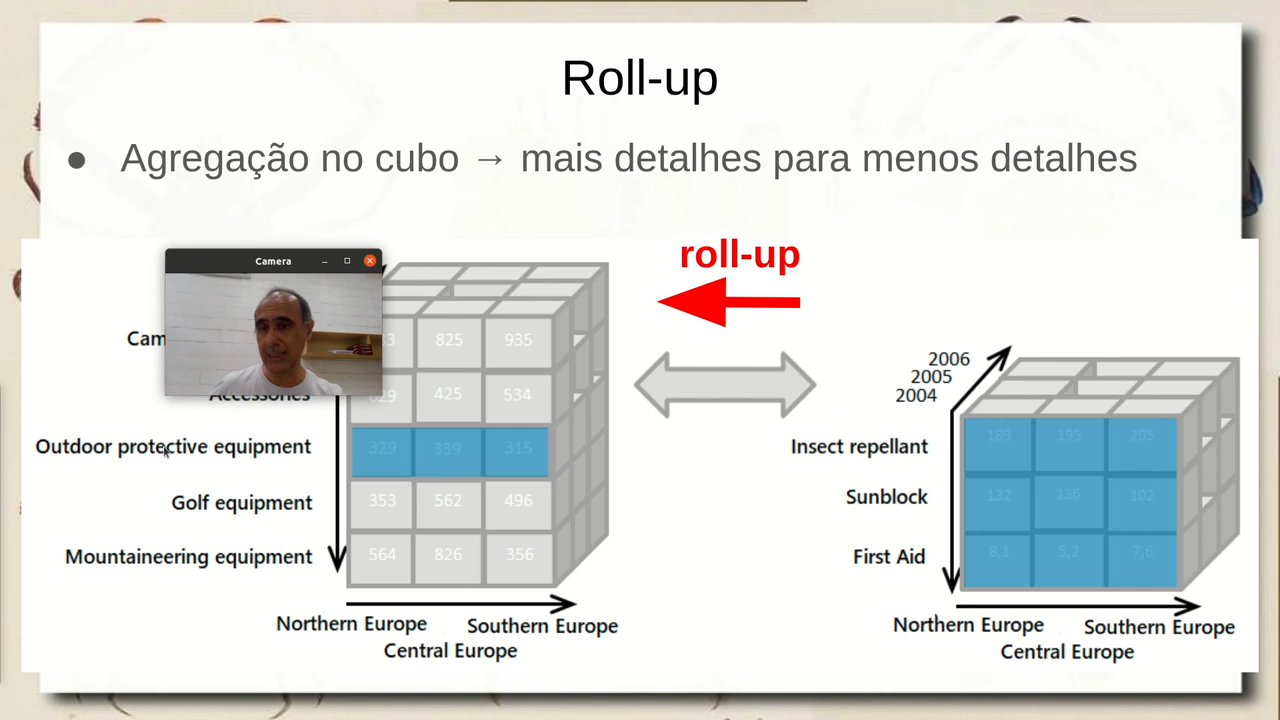 Roll-up
● Agregação no cubo → mais detalhes para menos detalhes
roll-up
Camera
825 935
425 534
Accessories
Outdoor protective equipment
329 339 315
Golf equipment
353 562 496
Mountaineering equipment
564 826 356
Northern Europe
Southern Europe
Central Europe
2006
2005
2004
Insect repellant
189 195 205
Sunblock
132 136 102
First Aid
8,1 5,2 7,6
Northern Europe
Southern Europe
Central Europe